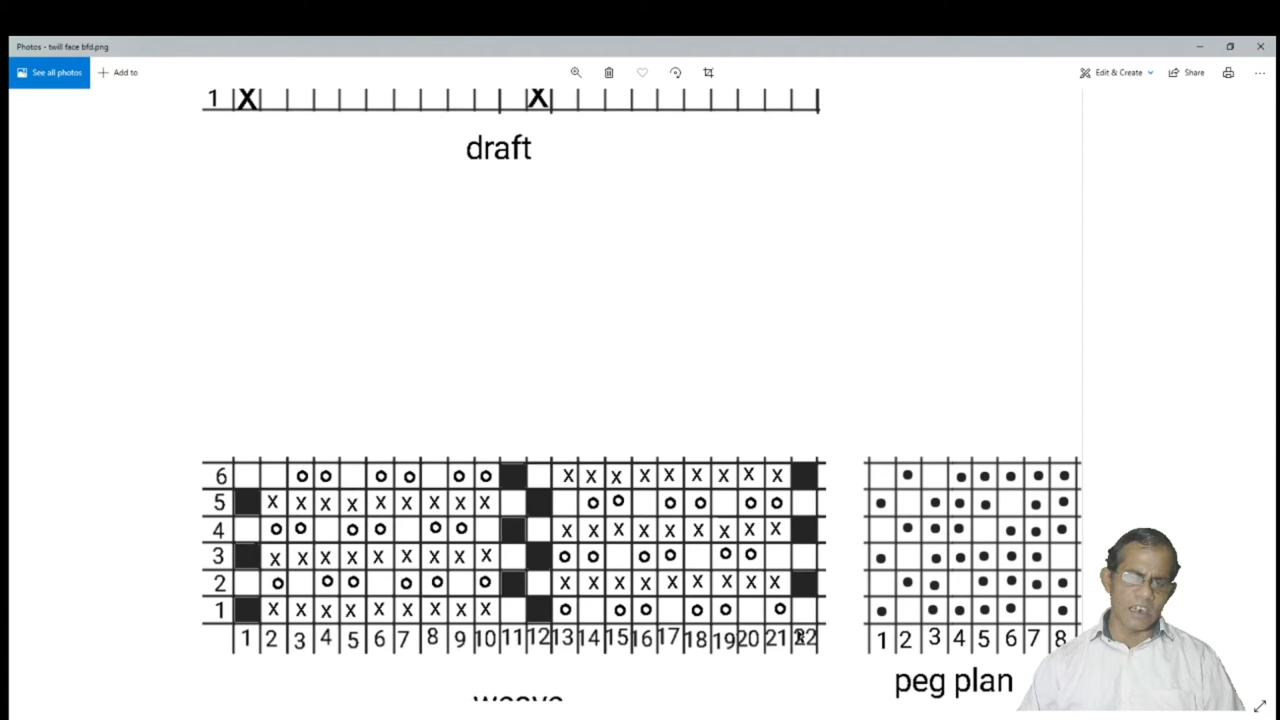 Photos - twill face bfd.png
See all photos + Add to Edit & Create Share
1 X X
draft
6 o o o o o o X X X X X X X X X
5 X X X X X X X X X o o o o o o
4 o o o o o o X X X X X X X X X
3 X X X X X X X X X o o o o o o
2 o o o o o o X X X X X X X X X
1 X X X X X X X X X o o o o o o
1 2 3 4 5 6 7 8 9 10 11 12 13 14 15 16 17 18 19 20 21 22 1 2 3 4 5 6 7 8
peg plan